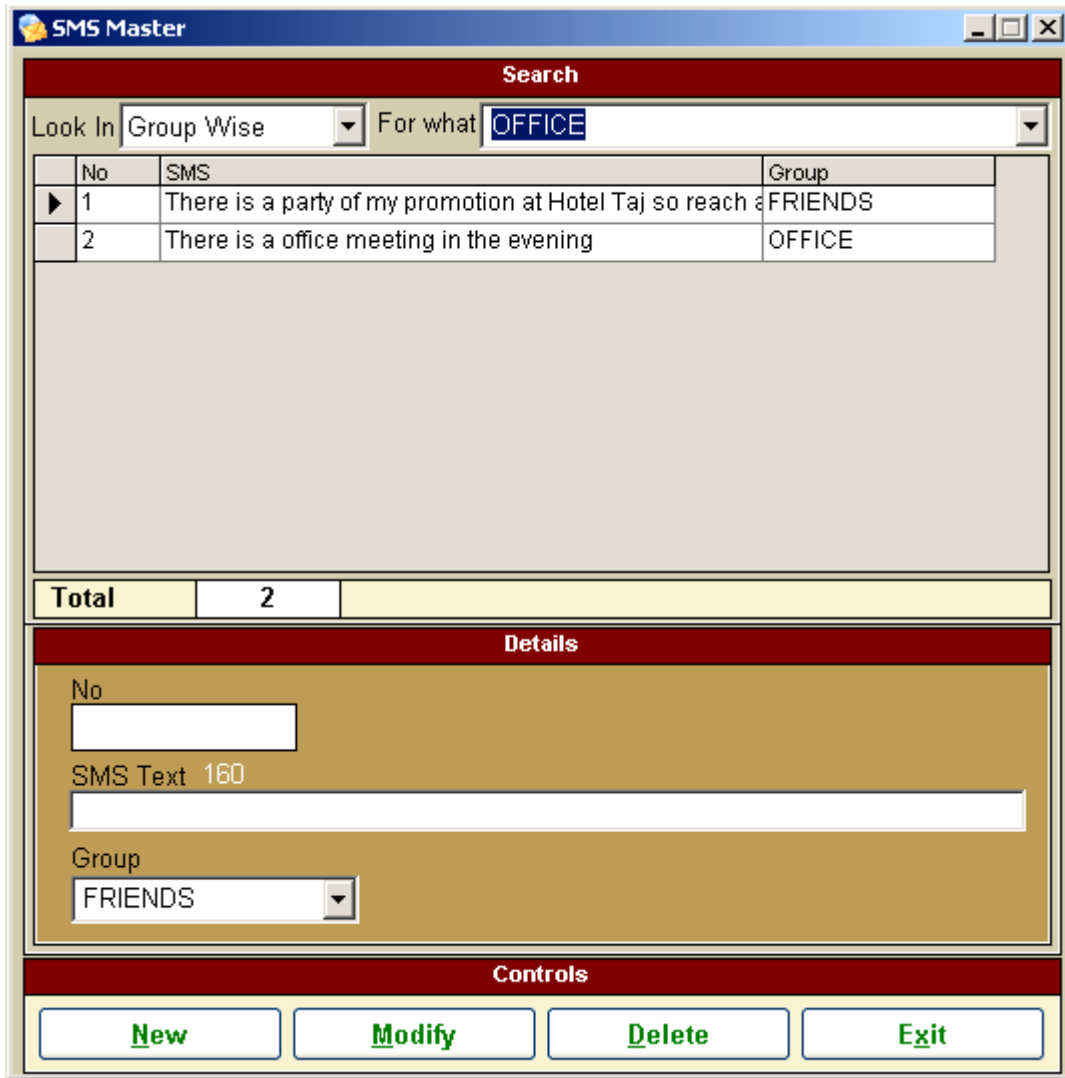 SMS Master
Search
Look In Group Wise For what OFFICE
No SMS Group
1 There is a party of my promotion at Hotel Taj so reach a FRIENDS
2 There is a office meeting in the evening OFFICE
Total 2
Details
No
SMS Text 160
Group
FRIENDS
Controls
New Modify Delete Exit